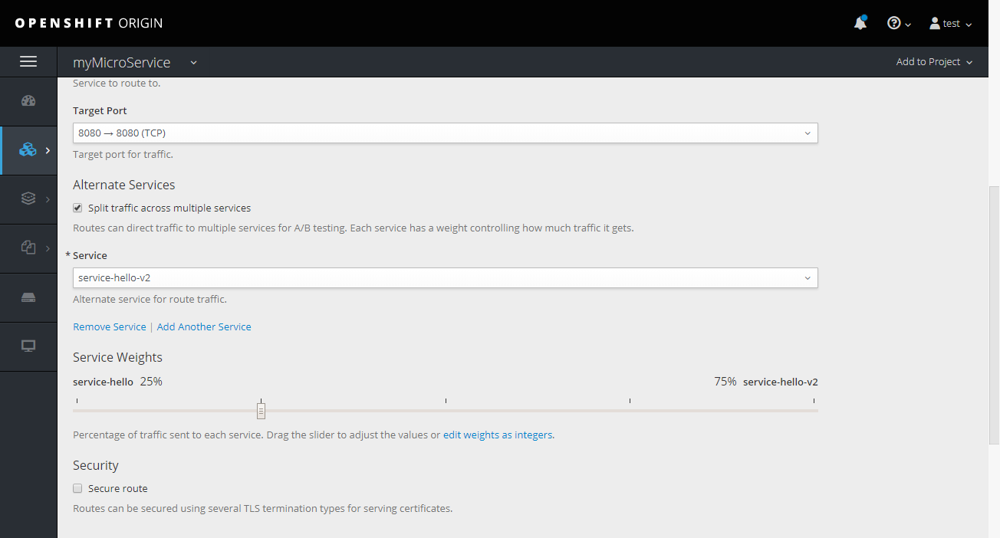 OPENSHIFT ORIGIN
test
myMicroService
Add to Project
Service to route to.
Target Port
8080 → 8080 (TCP)
Target port for traffic.
Alternate Services
Split traffic across multiple services
Routes can direct traffic to multiple services for A/B testing. Each service has a weight controlling how much traffic it gets.
* Service
service-hello-v2
Alternate service for route traffic.
Remove Service | Add Another Service
Service Weights
service-hello 25% 75% service-hello-v2
Percentage of traffic sent to each service. Drag the slider to adjust the values or edit weights as integers.
Security
Secure route
Routes can be secured using several TLS termination types for serving certificates.